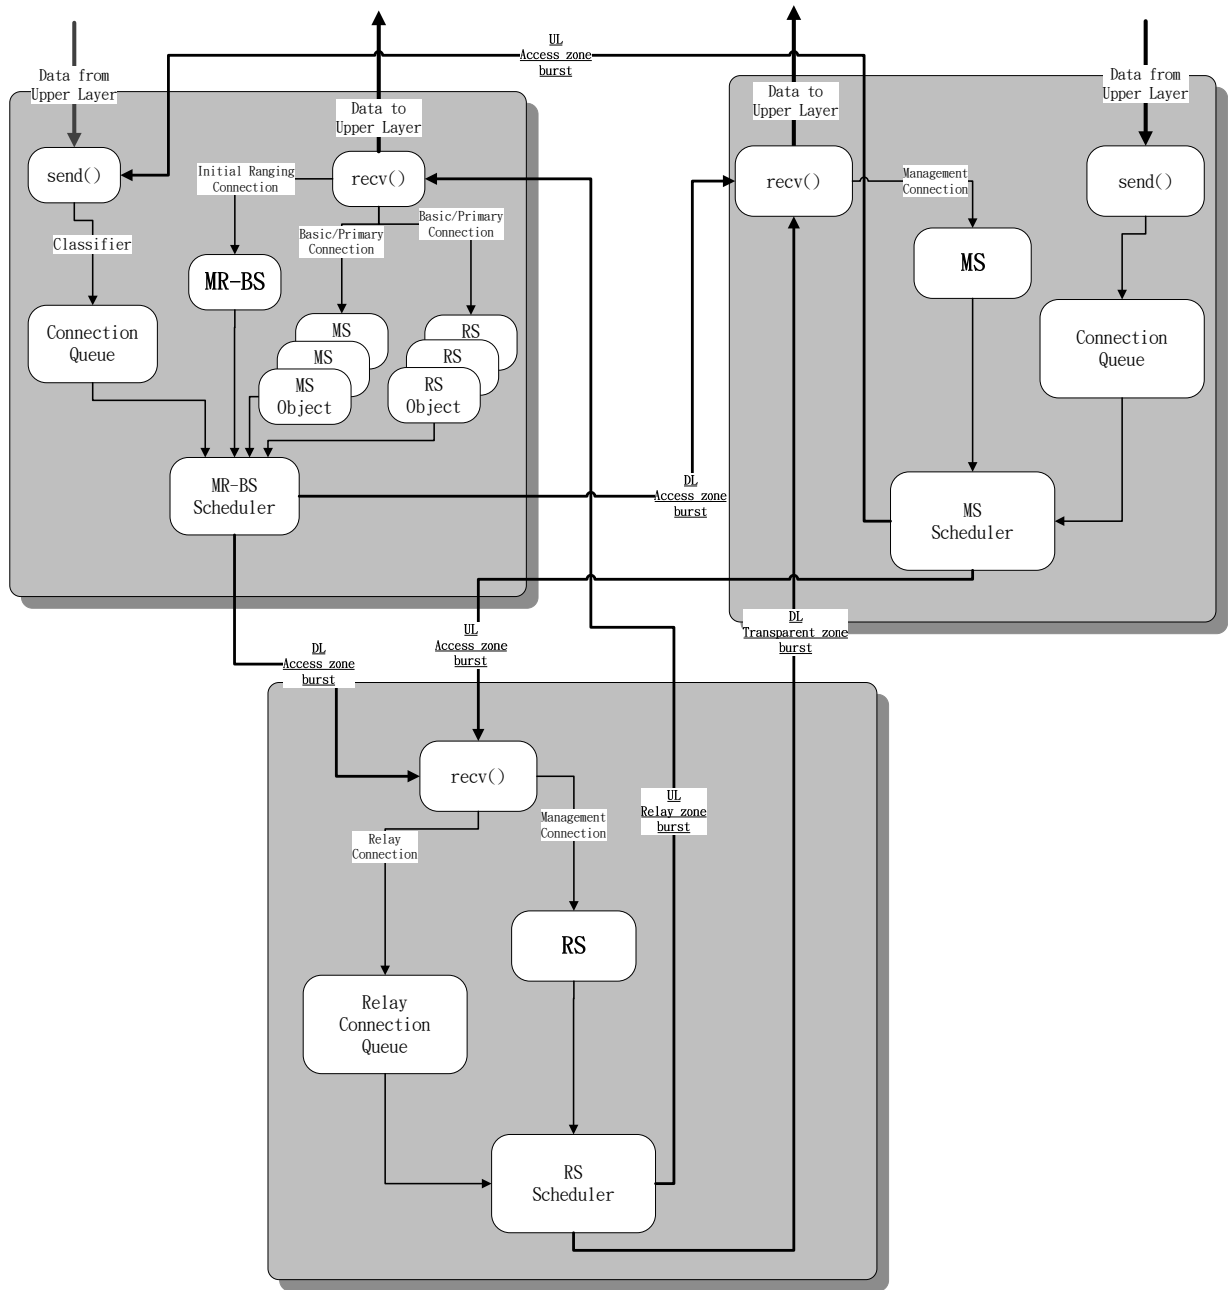 UL
Access zone
burst
Data from
Upper Layer
Data to
Upper Layer
send()
Initial Ranging
Connection
recv()
Classifier
Basic/Primary
Connection
Basic/Primary
Connection
MR-BS
Connection
Queue
MS
MS
MS
Object
RS
RS
RS
Object
MR-BS
Scheduler
DL
Access zone
burst
Data to
Upper Layer
Data from
Upper Layer
recv()
Management
Connection
send()
MS
Connection
Queue
MS
Scheduler
DL
Access zone
burst
UL
Access zone
burst
DL
Transparent zone
burst
recv()
Relay
Connection
Management
Connection
UL
Relay zone
burst
RS
Relay
Connection
Queue
RS
Scheduler